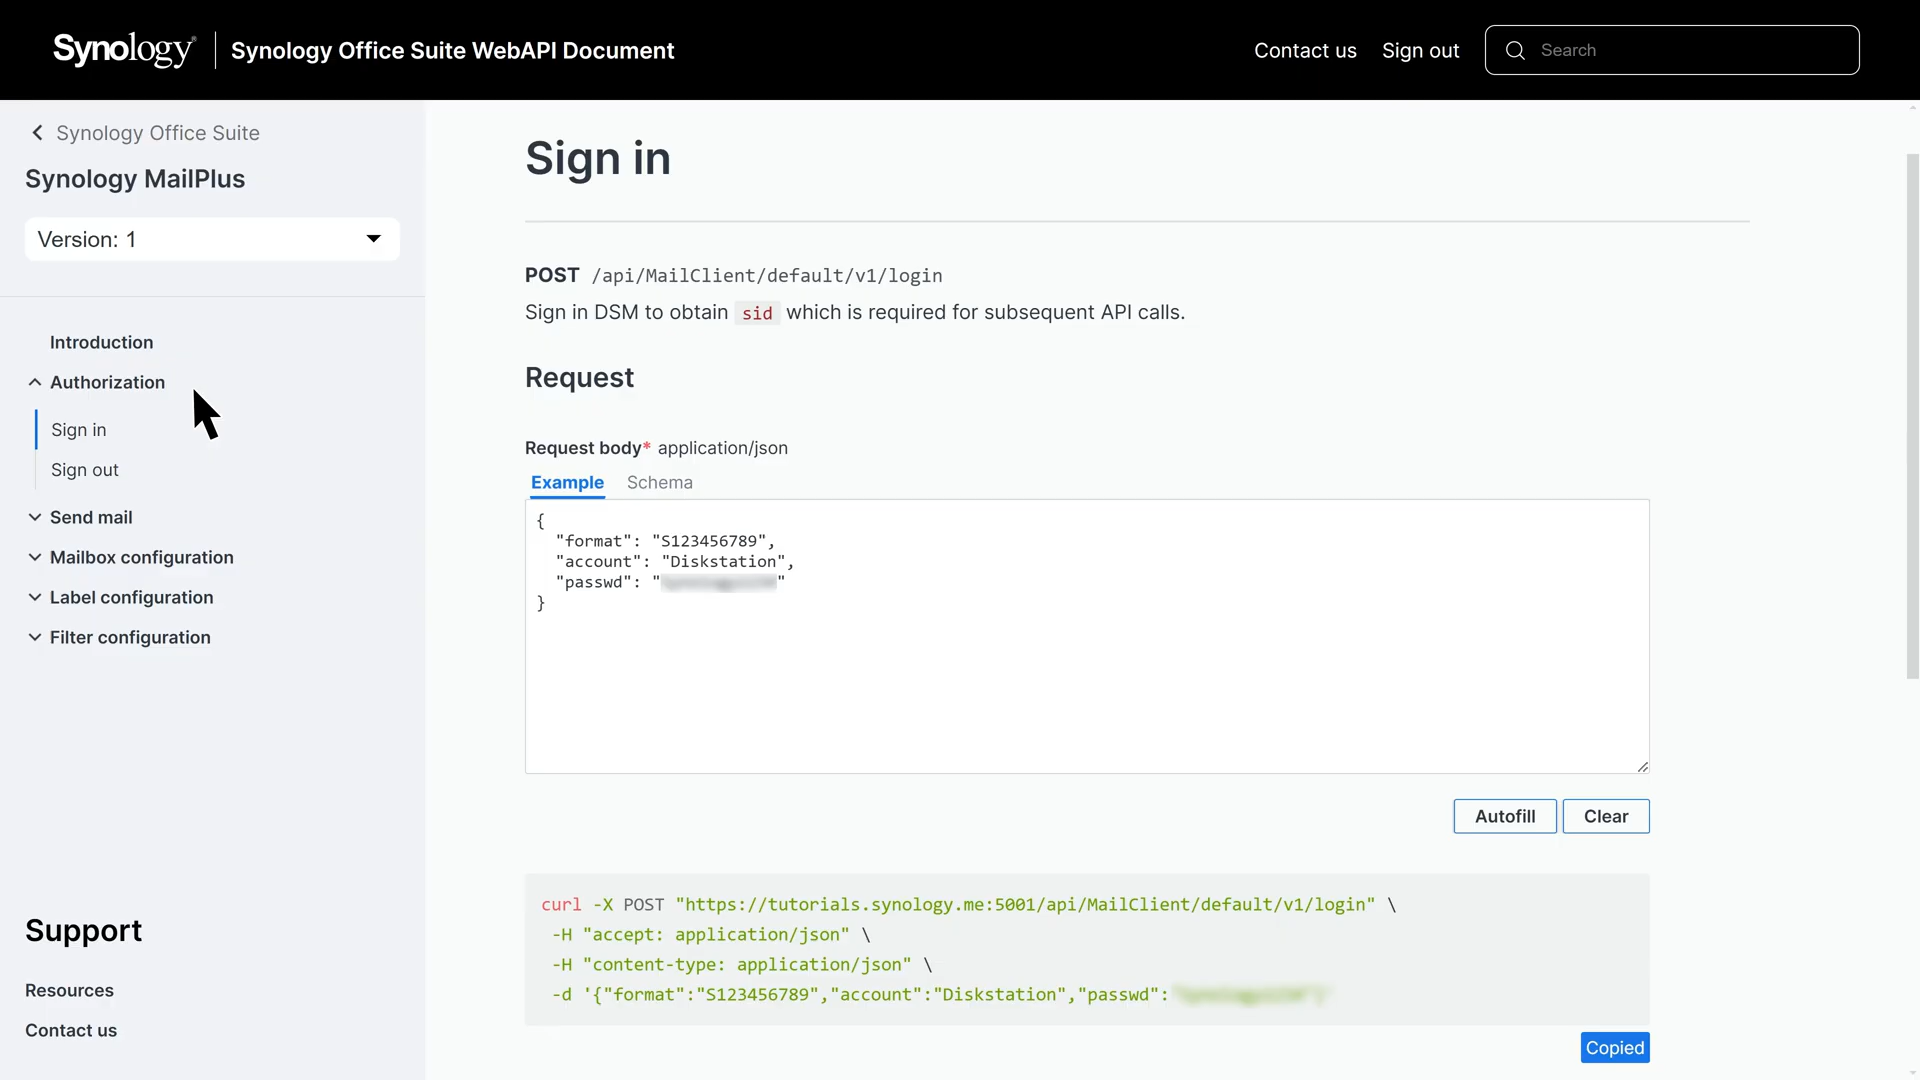 Synology
Synology Office Suite WebAPI Document
Contact us
Sign out
Search
Synology Office Suite
Synology MailPlus
Version: 1
Introduction
Authorization
Sign in
Sign out
Send mail
Mailbox configuration
Label configuration
Filter configuration
Support
Resources
Contact us
Sign in
POST /api/MailClient/default/v1/login
Sign in DSM to obtain sid which is required for subsequent API calls.
Request
Request body* application/json
Example
Schema
{
"format": "S123456789",
"account": "Diskstation",
"passwd": ""
}
Autofill
Clear
curl -X POST "https://tutorials.synology.me:5001/api/MailClient/default/v1/login" \
-H "accept: application/json" \
-H "content-type: application/json" \
-d '{"format":"S123456789","account":"Diskstation","passwd":
Copied